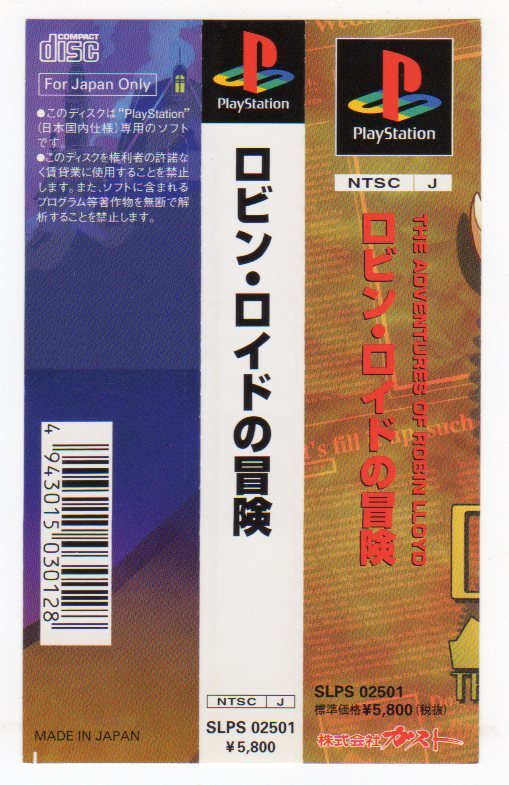 COMPACT
disc
For Japan Only
●このディスクは"PlayStation"
(日本国内仕様)専用のソフト
です。
●このディスクを権利者の許諾な
く賃貸業に使用することを禁止
します。また、ソフトに含まれる
プログラム等著作物を無断で解
析することを禁止します。
4 943015 030128
MADE IN JAPAN
PlayStation
ロビン・ロイドの冒険
NTSC J
SLPS 02501
¥5,800
PlayStation
NTSC J
THE ADVENTURES OF ROBIN LLOYD
ロビン・ロイドの冒険
SLPS 02501
標準価格¥5,800(税抜)
株式会社ガスト